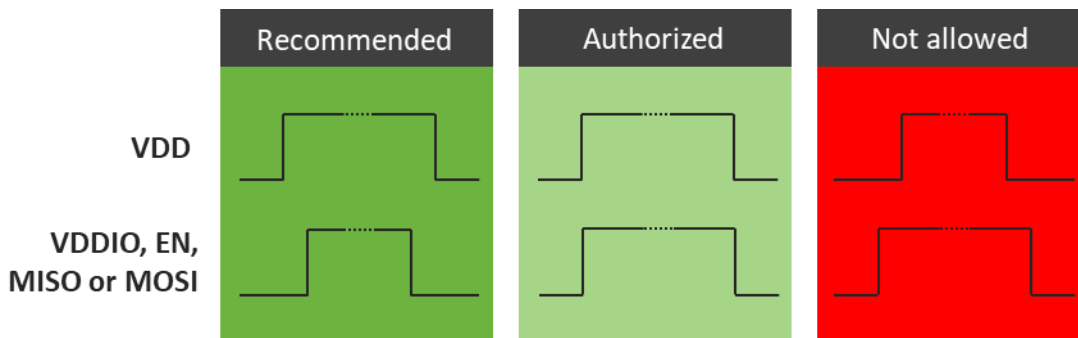 Recommended
Authorized
Not allowed
VDD
VDDIO, EN,
MISO or MOSI